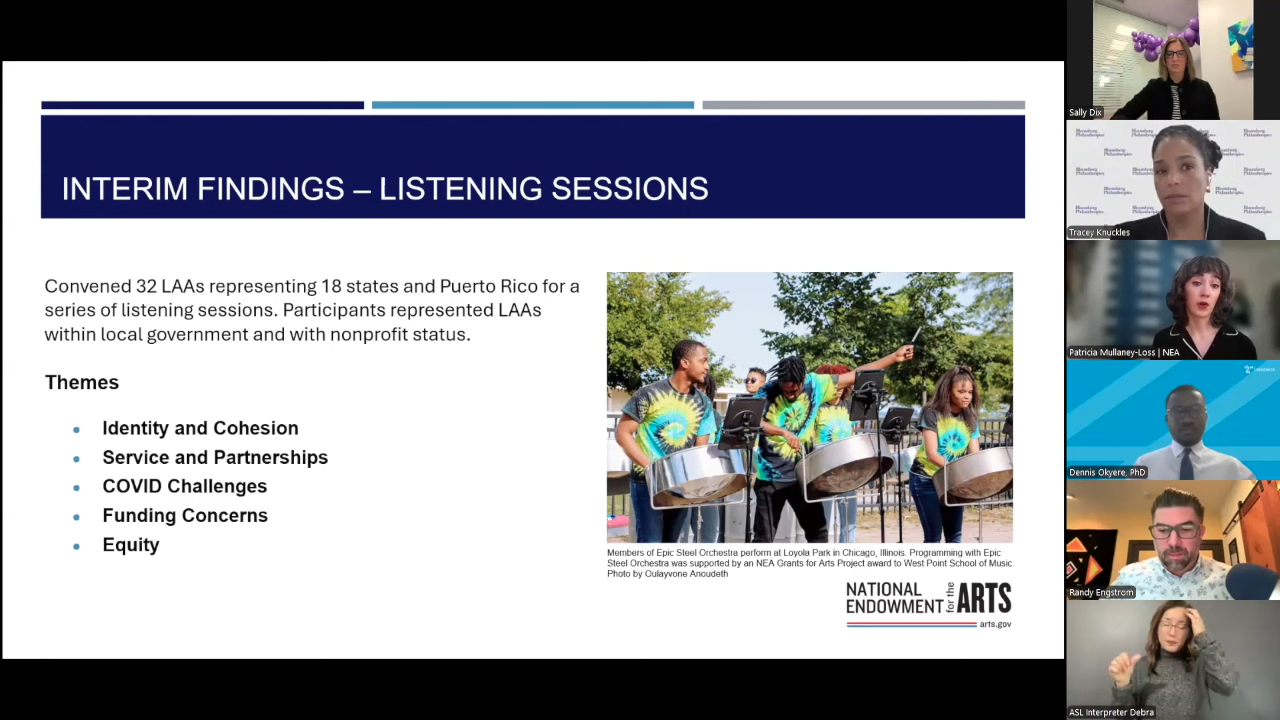 INTERIM FINDINGS – LISTENING SESSIONS
Convened 32 LAAs representing 18 states and Puerto Rico for a
series of listening sessions. Participants represented LAAs
within local government and with nonprofit status.
Themes
• Identity and Cohesion
• Service and Partnerships
• COVID Challenges
• Funding Concerns
• Equity
Members of Epic Steel Orchestra perform at Loyola Park in Chicago, Illinois. Programming with Epic
Steel Orchestra was supported by an NEA Grants for Arts Project award to West Point School of Music.
Photo by Oulayvone Anoudeth
NATIONAL
ENDOWMENT for the ARTS
arts.gov
Sally Dix
Bloomberg
Philanthropies
Tracey Knuckles
Patricia Mullaney-Loss | NEA
Dennis Okyere, PhD
Randy Engstrom
ASL Interpreter Debra